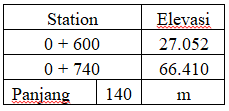 Station Elevasi
0 + 600 27.052
0 + 740 66.410
Panjang 140 m